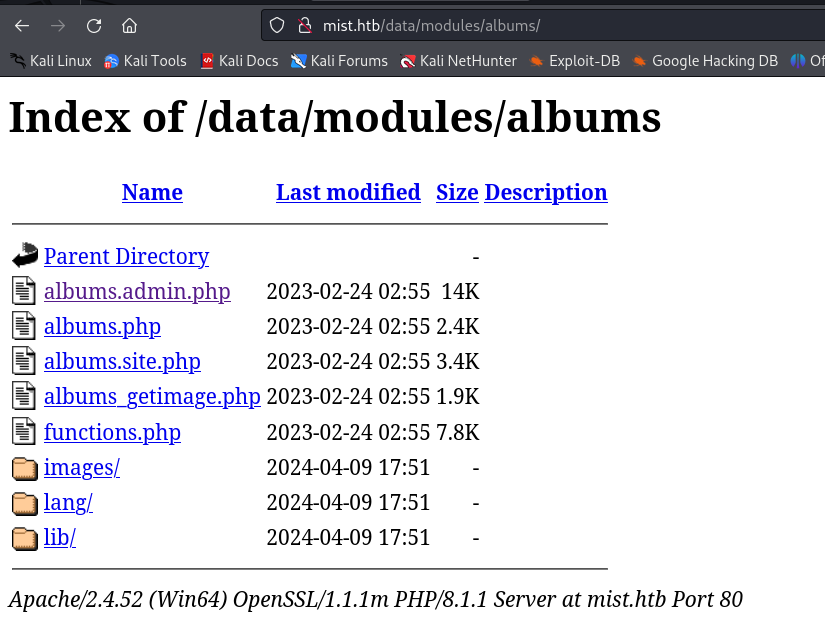 mist.htb/data/modules/albums/
Kali Linux Kali Tools Kali Docs Kali Forums Kali NetHunter Exploit-DB Google Hacking DB Of
Index of /data/modules/albums
Name Last modified Size Description
Parent Directory -
albums.admin.php 2023-02-24 02:55 14K
albums.php 2023-02-24 02:55 2.4K
albums.site.php 2023-02-24 02:55 3.4K
albums_getimage.php 2023-02-24 02:55 1.9K
functions.php 2023-02-24 02:55 7.8K
images/ 2024-04-09 17:51 -
lang/ 2024-04-09 17:51 -
lib/ 2024-04-09 17:51 -
Apache/2.4.52 (Win64) OpenSSL/1.1.1m PHP/8.1.1 Server at mist.htb Port 80